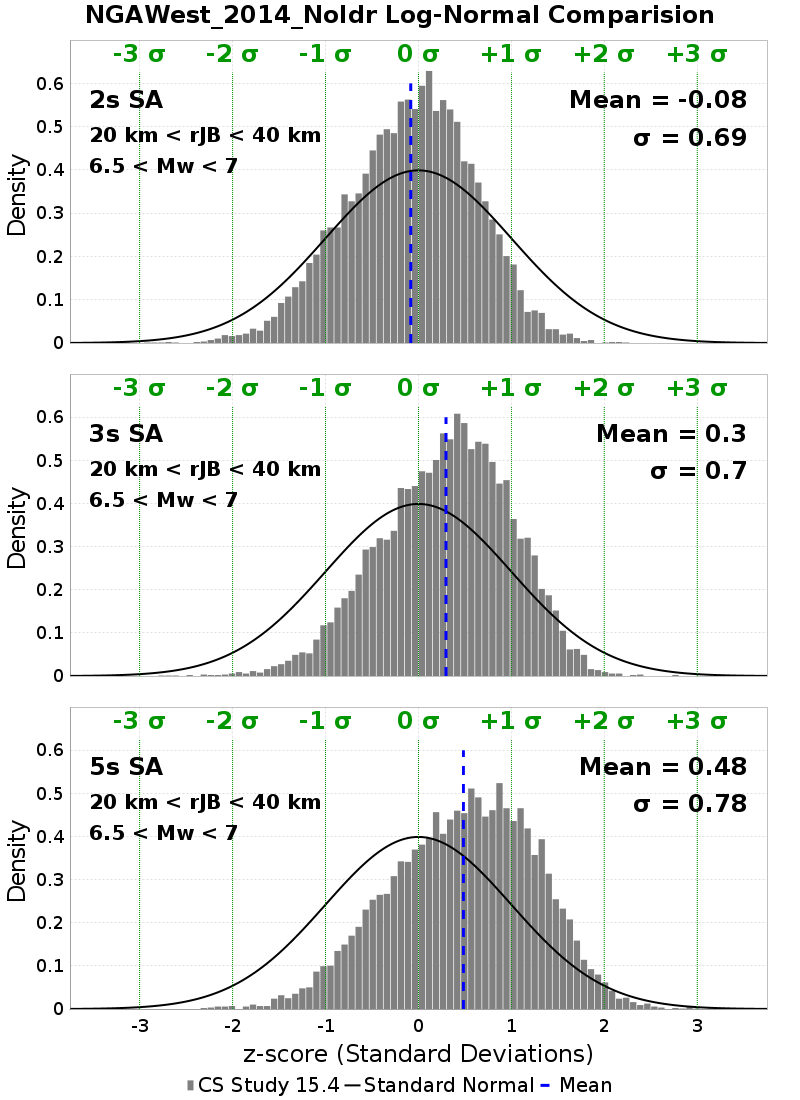 NGAWest_2014_NoIdr Log-Normal Comparision
-3 σ -2 σ -1 σ 0 σ +1 σ +2 σ +3 σ
0.6
2s SA Mean = -0.08
0.5
20 km < rJB < 40 km σ = 0.69
6.5 < Mw < 7
0.4
Density
0.3
0.2
0.1
0
-3 σ -2 σ -1 σ 0 σ +1 σ +2 σ +3 σ
0.6
3s SA Mean = 0.3
0.5
20 km < rJB < 40 km σ = 0.7
6.5 < Mw < 7
0.4
Density
0.3
0.2
0.1
0
-3 σ -2 σ -1 σ 0 σ +1 σ +2 σ +3 σ
0.6
5s SA Mean = 0.48
0.5
20 km < rJB < 40 km σ = 0.78
6.5 < Mw < 7
0.4
Density
0.3
0.2
0.1
0
-3 -2 -1 0 1 2 3
z-score (Standard Deviations)
CS Study 15.4 Standard Normal Mean